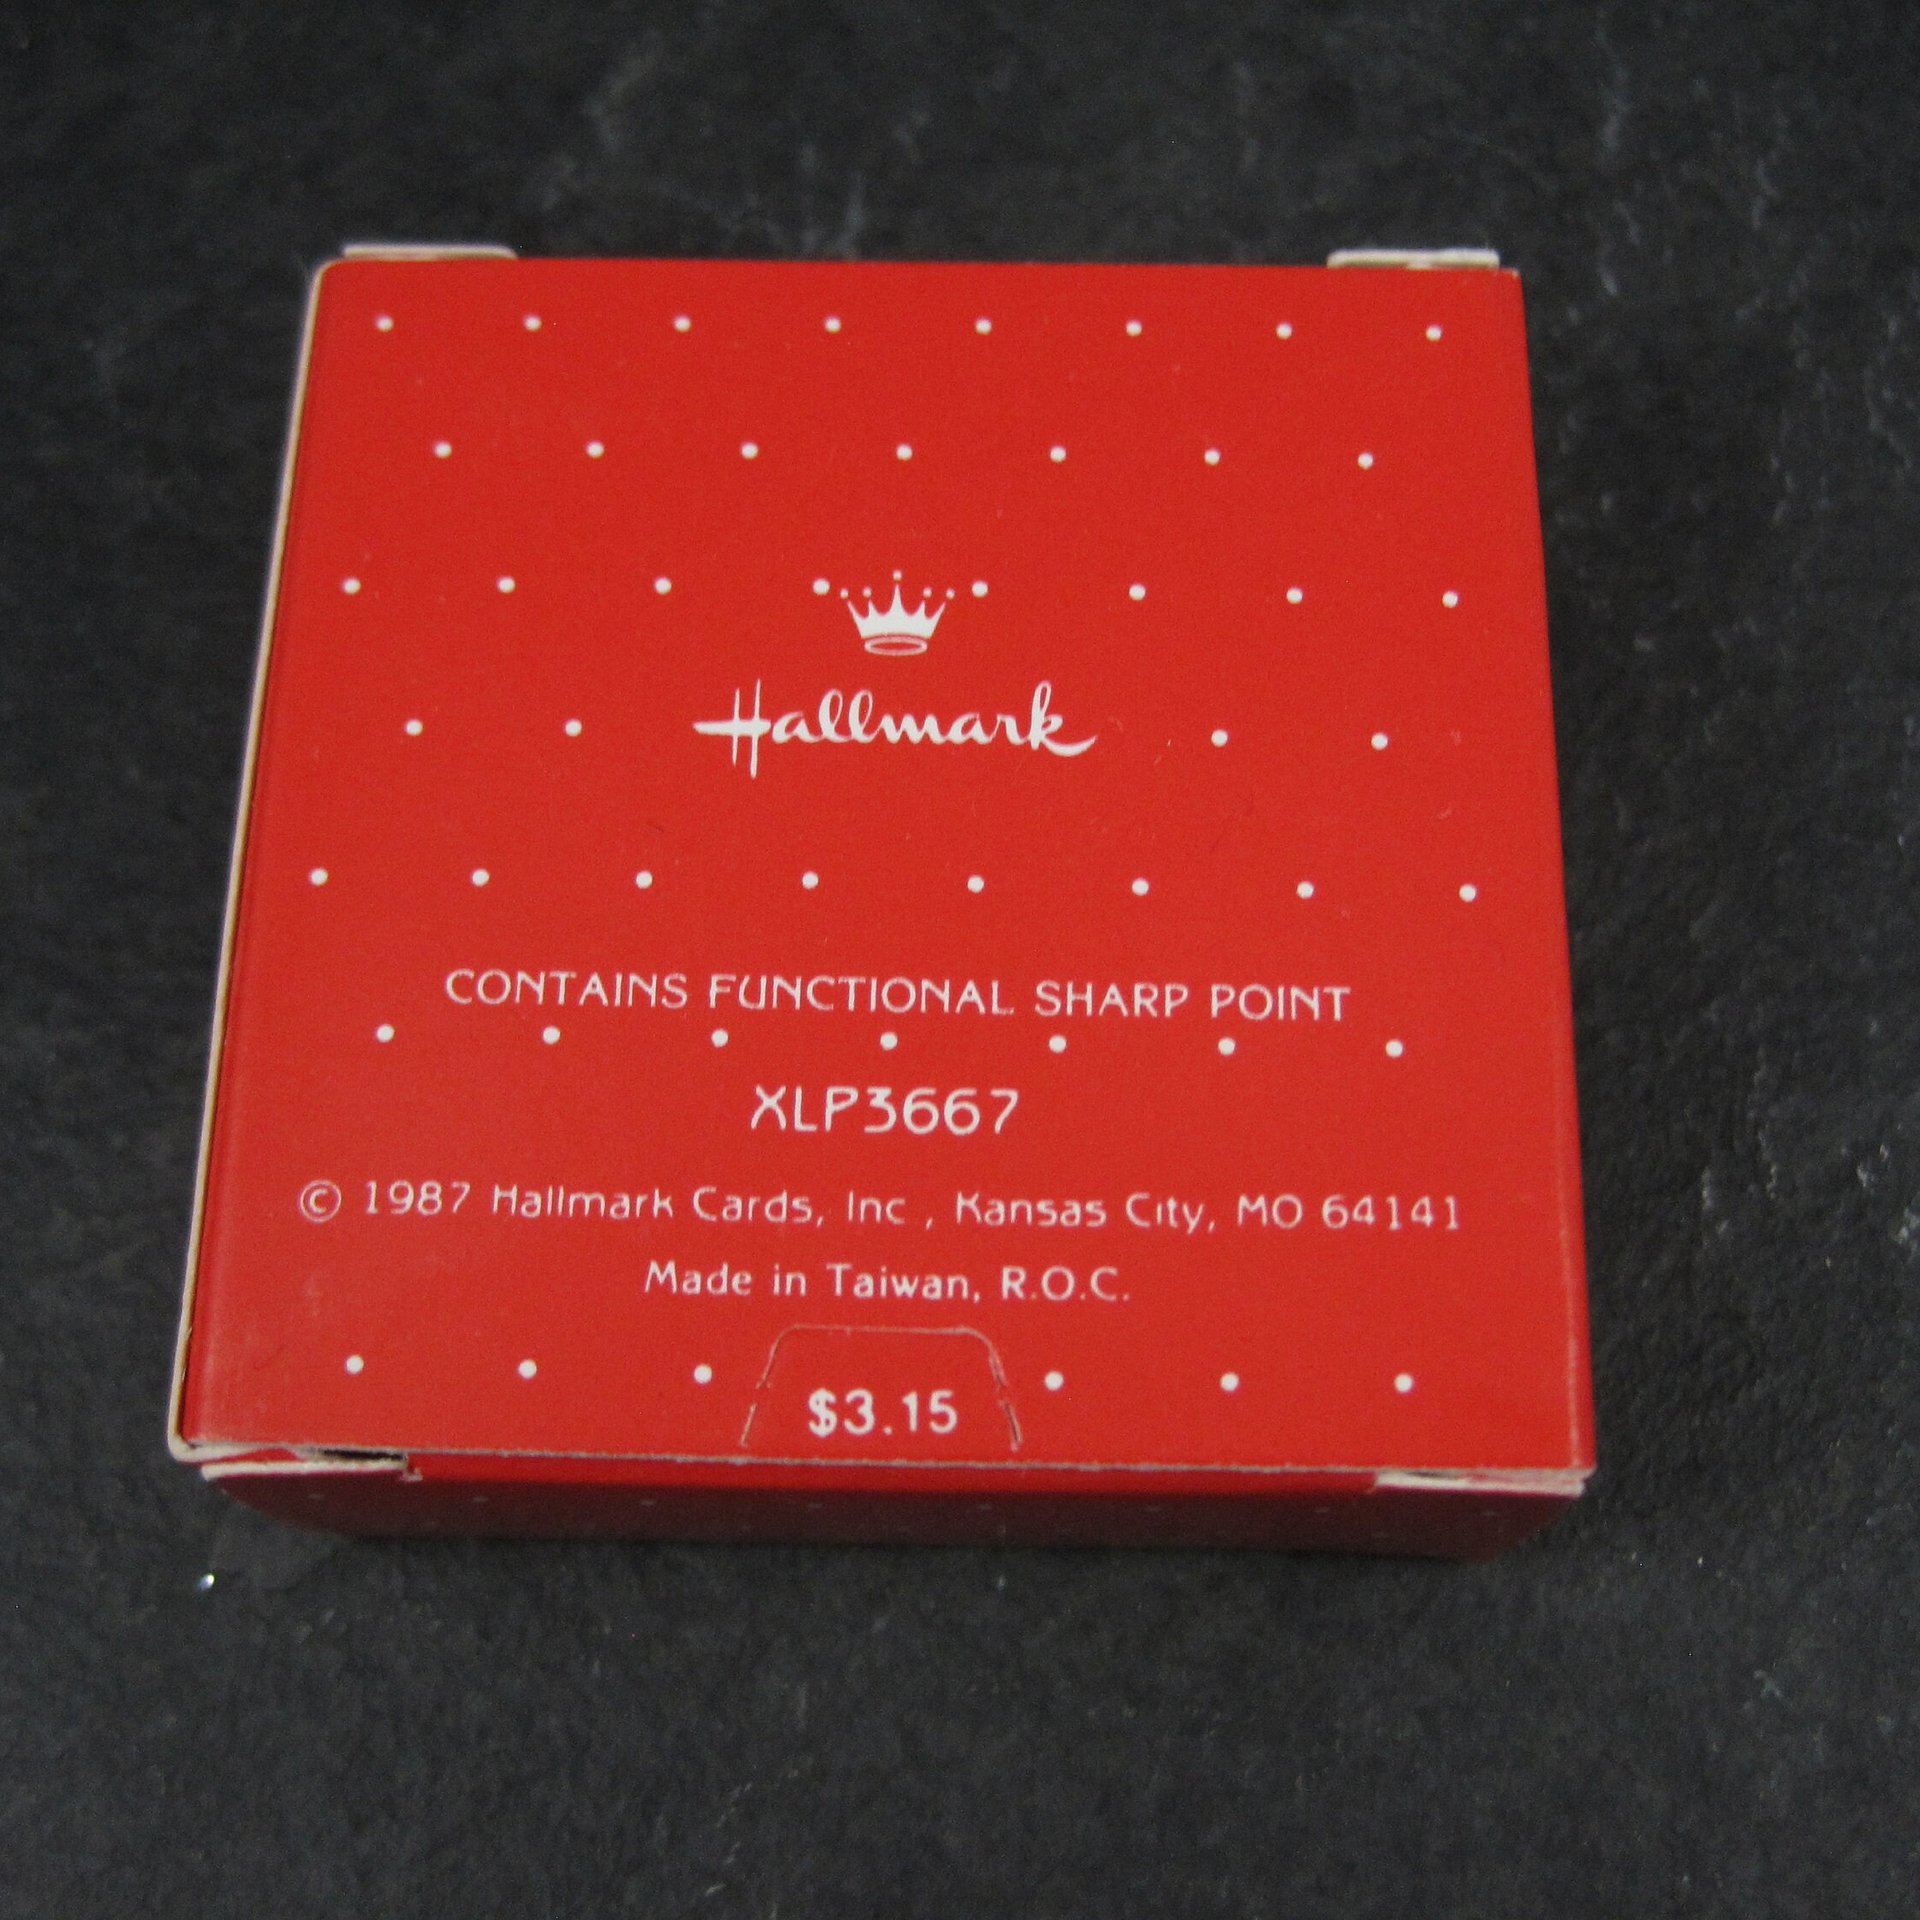 Hallmark
CONTAINS FUNCTIONAL SHARP POINT
XLP3667
© 1987 Hallmark Cards, Inc , Kansas City, MO 64141
Made in Taiwan, R.O.C.
$3.15